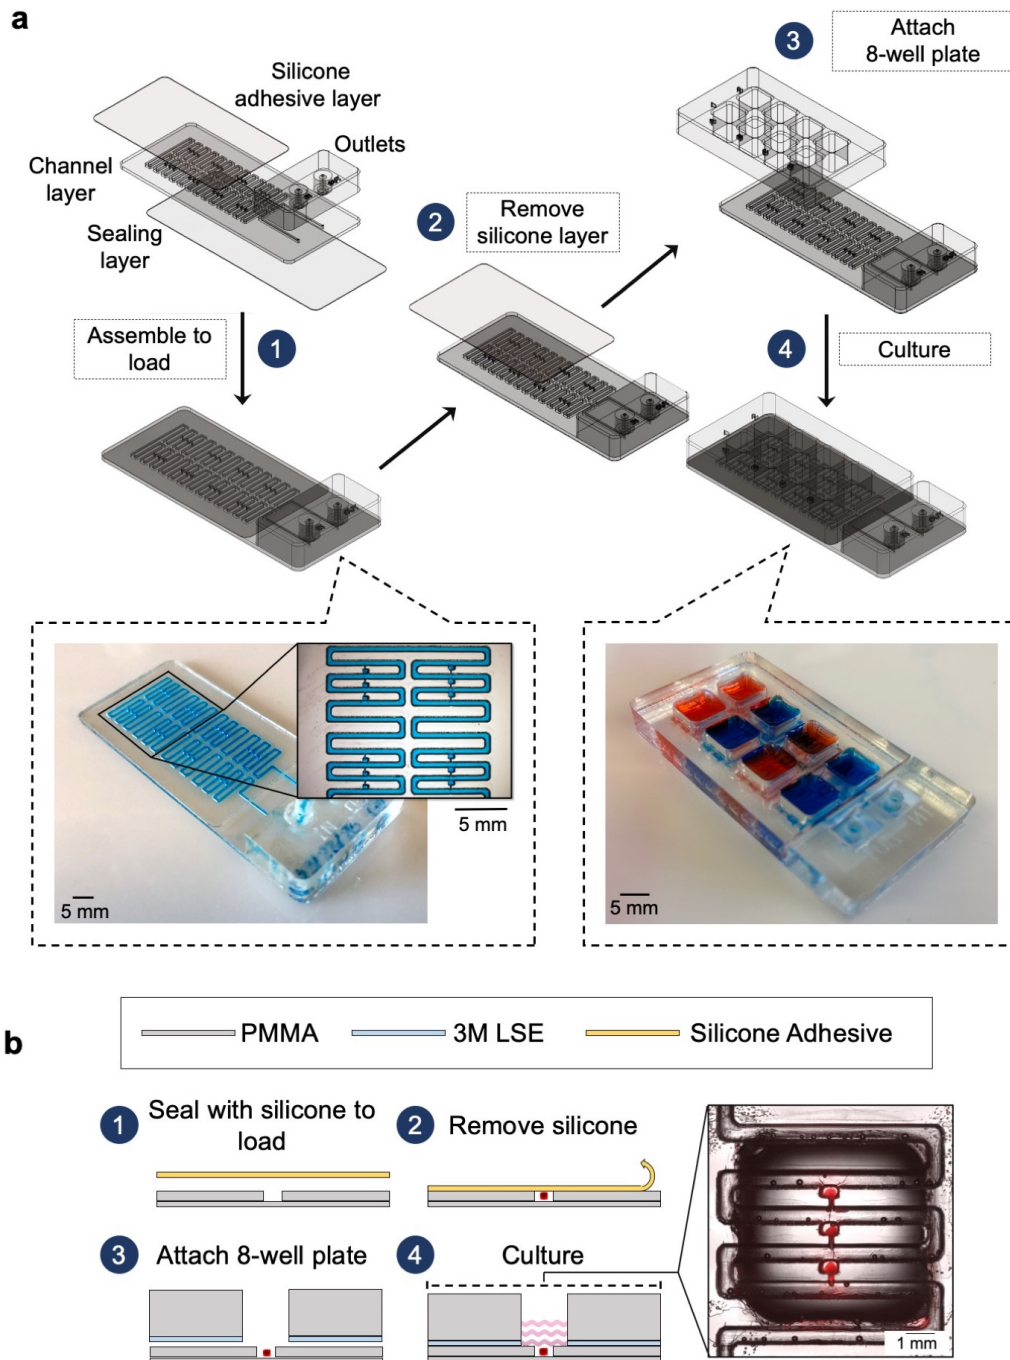 a
Silicone
adhesive layer
Outlets
Channel
layer
Sealing
layer
1
Assemble to
load
2
Remove
silicone layer
3
Attach
8-well plate
4
Culture
5 mm
5 mm
5 mm
b
PMMA
3M LSE
Silicone Adhesive
1
Seal with silicone to
load
2
Remove silicone
3
Attach 8-well plate
4
Culture
1 mm